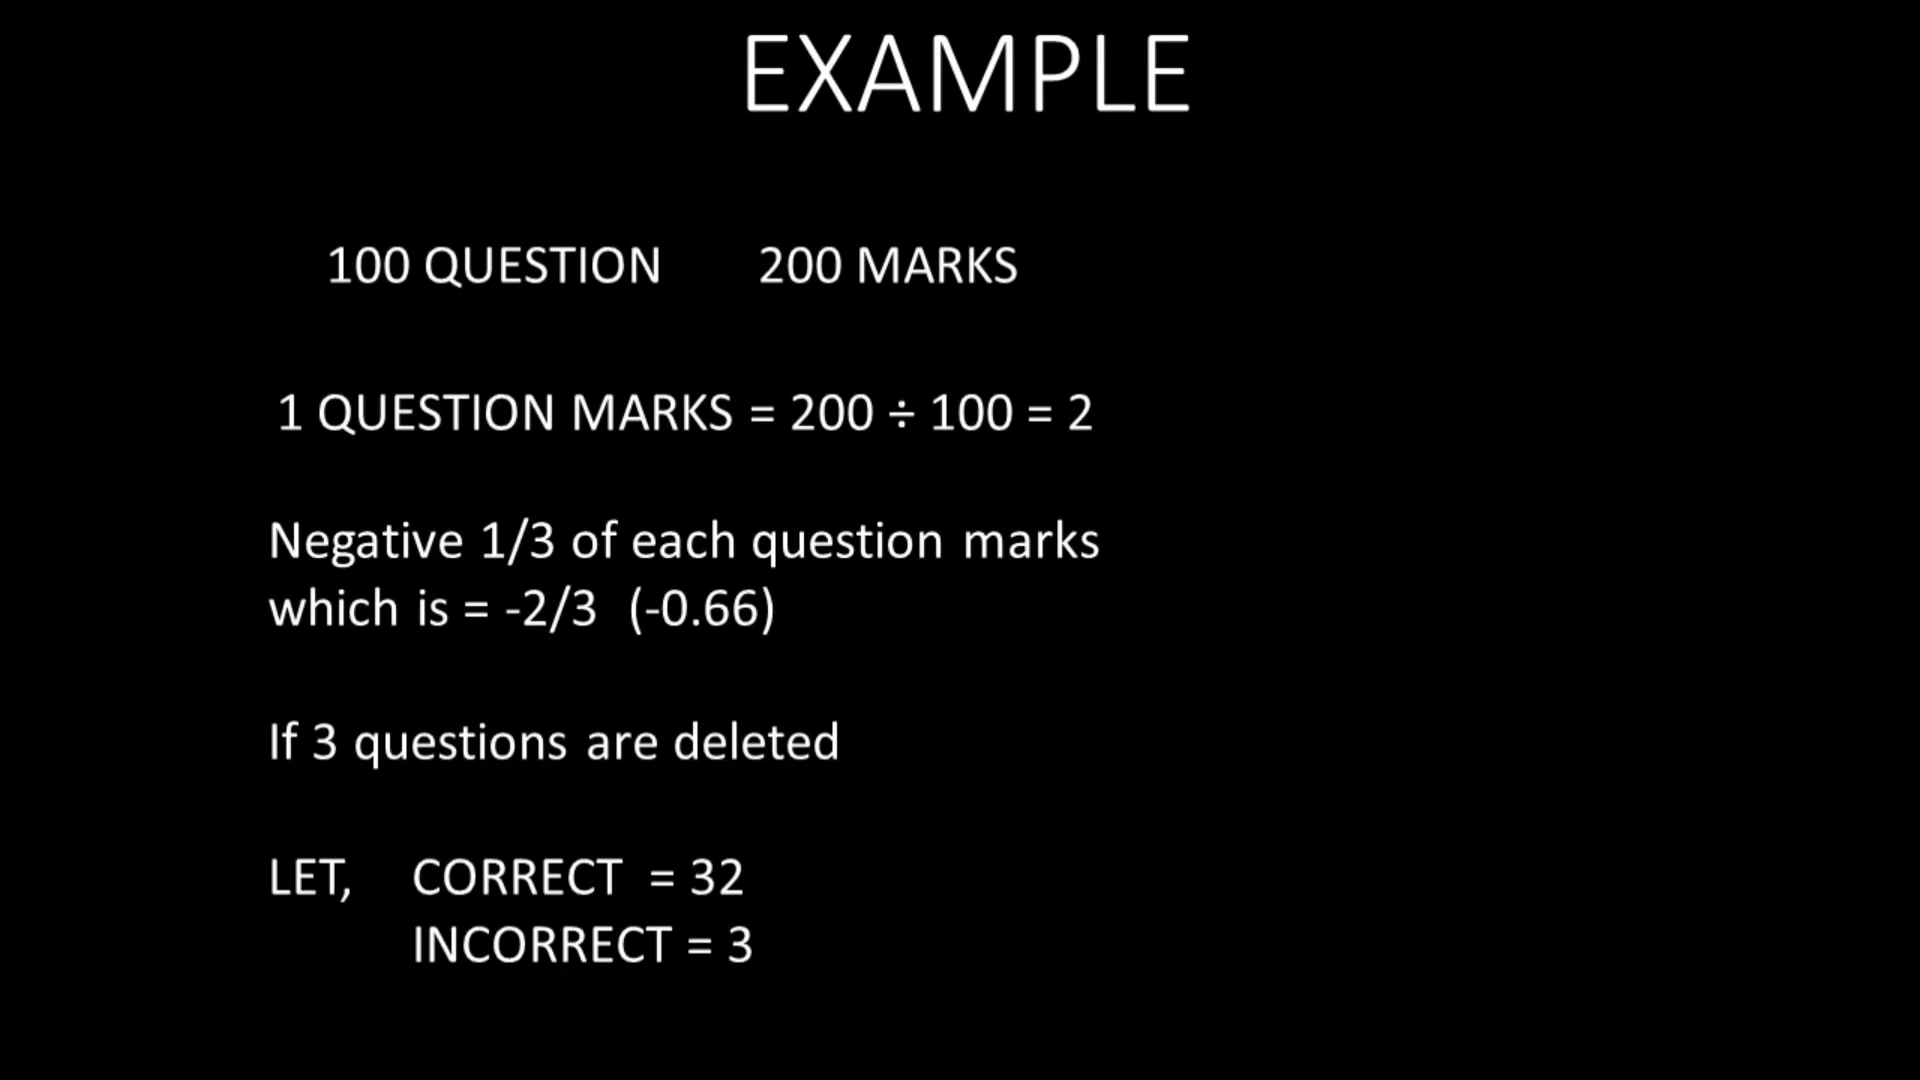 EXAMPLE
100 QUESTION 200 MARKS
1 QUESTION MARKS = 200 ÷ 100 = 2
Negative 1/3 of each question marks
which is = -2/3 (-0.66)
If 3 questions are deleted
LET, CORRECT = 32
INCORRECT = 3